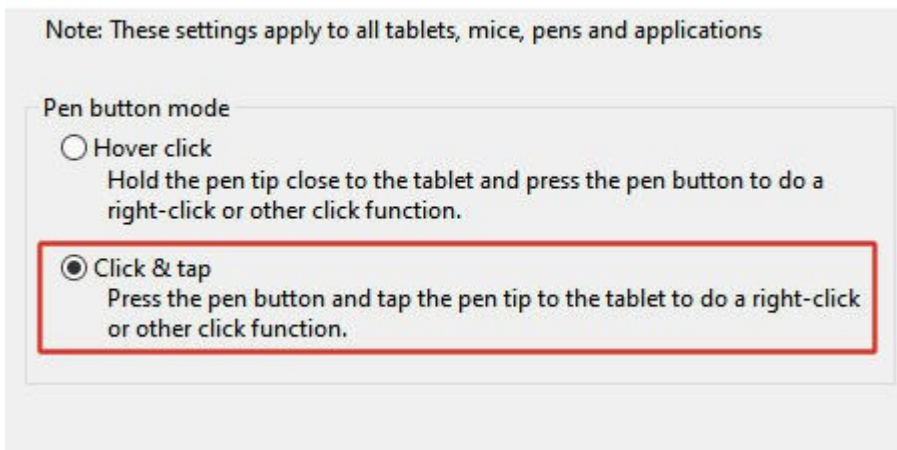 Note: These settings apply to all tablets, mice, pens and applications
Pen button mode
Hover click
Hold the pen tip close to the tablet and press the pen button to do a
right-click or other click function.
Click & tap
Press the pen button and tap the pen tip to the tablet to do a right-click
or other click function.